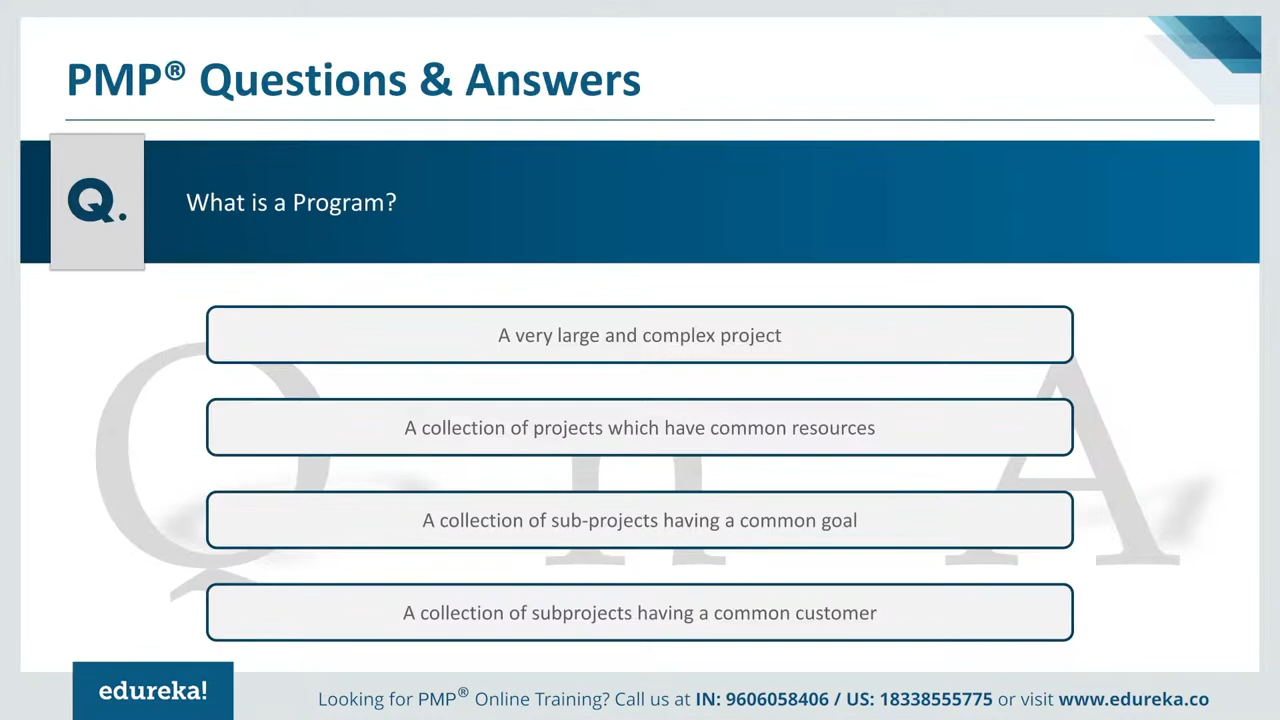 PMP® Questions & Answers
Q.
What is a Program?
A very large and complex project
A collection of projects which have common resources
A collection of sub-projects having a common goal
A collection of subprojects having a common customer
Q n A
edureka!
Looking for PMP® Online Training? Call us at IN: 9606058406 / US: 18338555775 or visit www.edureka.co